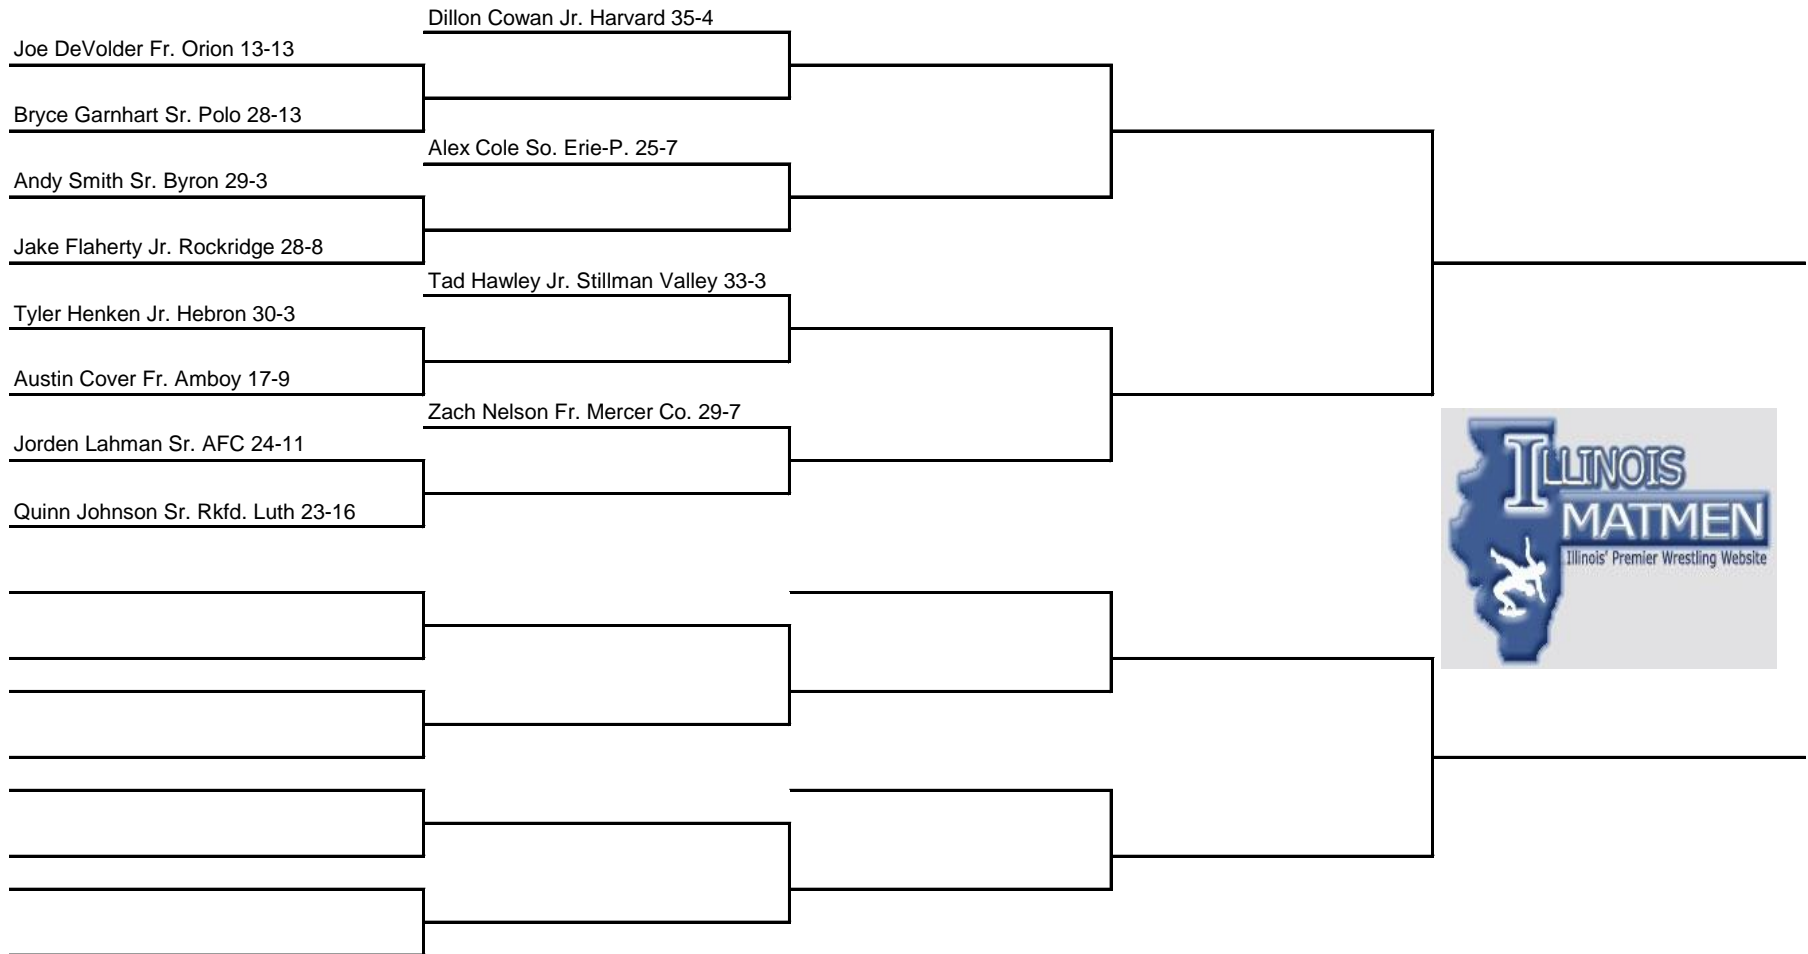 Dillon Cowan Jr. Harvard 35-4
Joe DeVolder Fr. Orion 13-13
Bryce Garnhart Sr. Polo 28-13
Alex Cole So. Erie-P. 25-7
Andy Smith Sr. Byron 29-3
Jake Flaherty Jr. Rockridge 28-8
Tad Hawley Jr. Stillman Valley 33-3
Tyler Henken Jr. Hebron 30-3
Austin Cover Fr. Amboy 17-9
Zach Nelson Fr. Mercer Co. 29-7
Jorden Lahman Sr. AFC 24-11
Quinn Johnson Sr. Rkfd. Luth 23-16
ILLINOIS
MATMEN
Illinois' Premier Wrestling Website